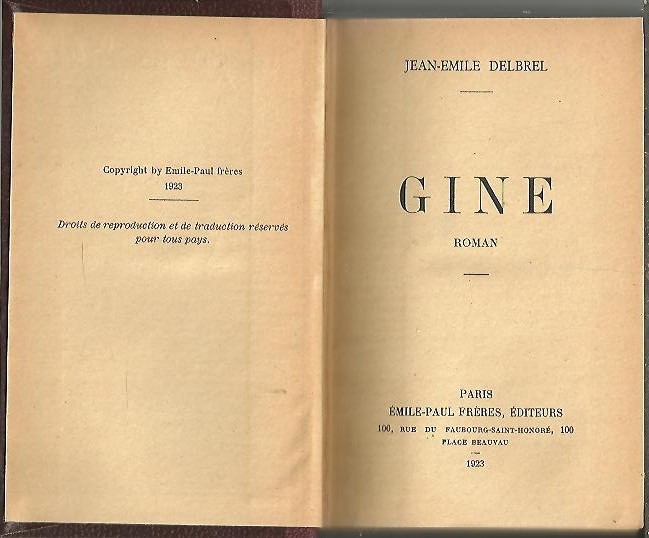 Copyright by Emile-Paul frères
1923
Droits de reproduction et de traduction réservés
pour tous pays.
JEAN-EMILE DELBREL
GINE
ROMAN
PARIS
ÉMILE-PAUL FRÈRES, ÉDITEURS
100, RUE DU FAUBOURG-SAINT-HONORÉ, 100
PLACE BEAUVAU
1923